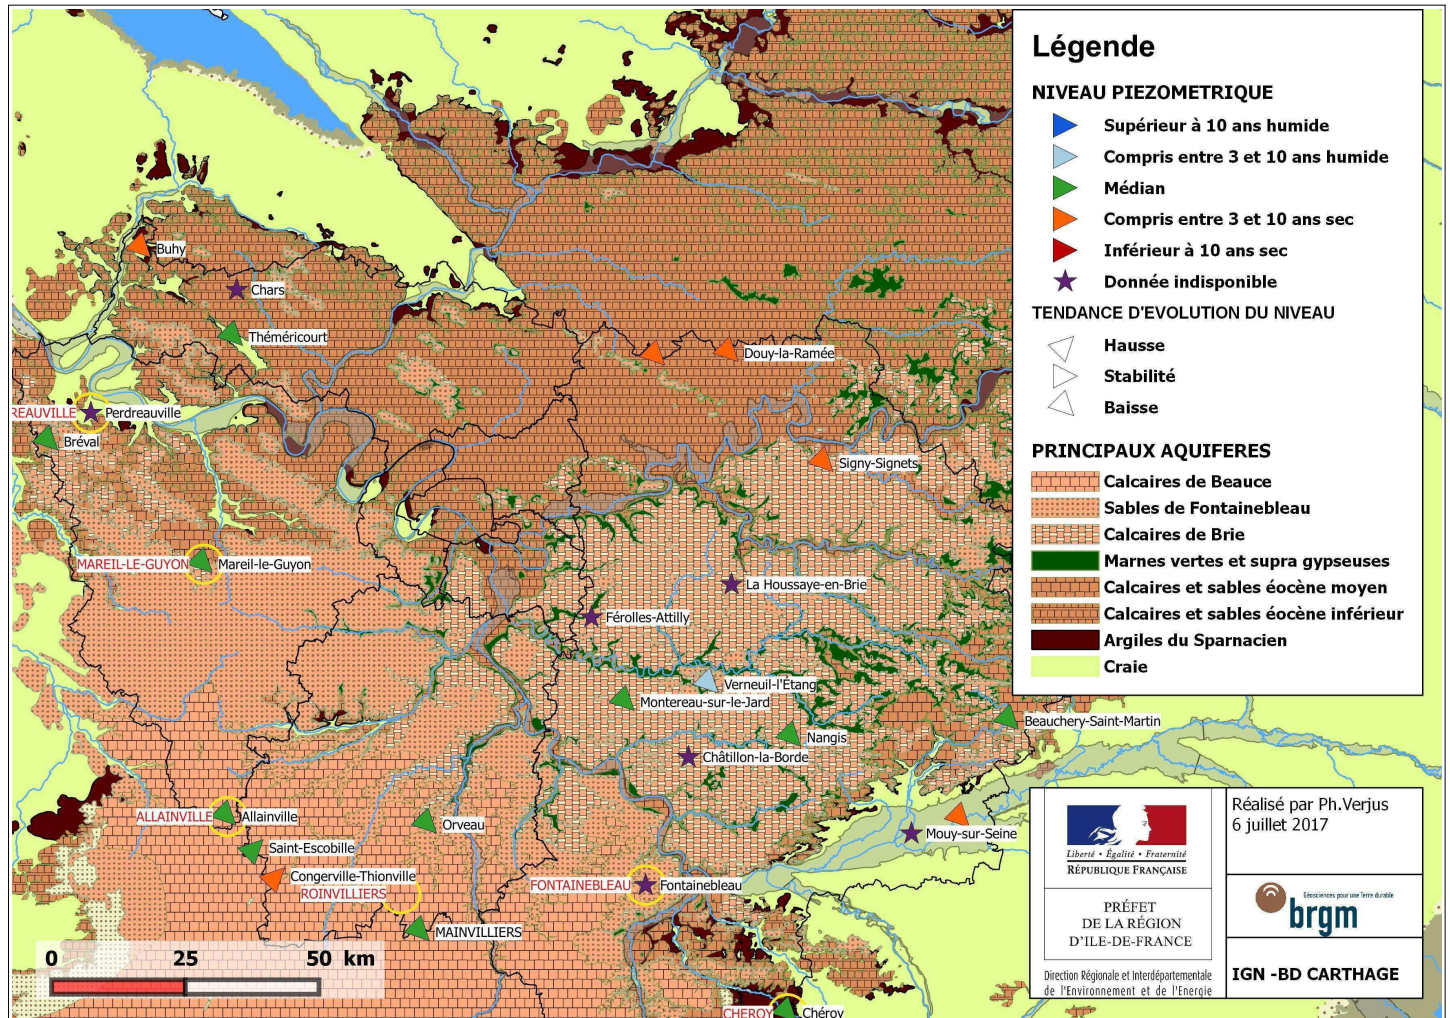 Légende
NIVEAU PIEZOMETRIQUE
Supérieur à 10 ans humide
Compris entre 3 et 10 ans humide
Médian
Compris entre 3 et 10 ans sec
Inférieur à 10 ans sec
Donnée indisponible
TENDANCE D'EVOLUTION DU NIVEAU
Hausse
Stabilité
Baisse
PRINCIPAUX AQUIFERES
Calcaires de Beauce
Sables de Fontainebleau
Calcaires de Brie
Marnes vertes et supra gypseuses
Calcaires et sables éocène moyen
Calcaires et sables éocène inférieur
Argiles du Sparnacien
Craie
Buhy
Chars
Théméricourt
Douy-la-Ramée
REAUVILLE
Perdreauville
Bréval
Signy-Signets
MAREIL-LE-GUYON
Mareil-le-Guyon
La Houssaye-en-Brie
Férolles-Attilly
Verneuil-l'Étang
Montereau-sur-le-Jard
Beauchery-Saint-Martin
Nangis
Châtillon-la-Borde
ALLAINVILLE
Allainville
Orveau
Mouy-sur-Seine
Saint-Escobille
Congerville-Thionville
ROINVILLIERS
FONTAINEBLEAU
Fontainebleau
MAINVILLIERS
CHEROY
Chéroy
0 25 50 km
Liberté • Égalité • Fraternité
RÉPUBLIQUE FRANÇAISE
PRÉFET
DE LA RÉGION
D'ILE-DE-FRANCE
Direction Régionale et Interdépartementale
de l'Environnement et de l'Energie
Réalisé par Ph.Verjus
6 juillet 2017
Géosciences pour une Terre durable
brgm
IGN -BD CARTHAGE